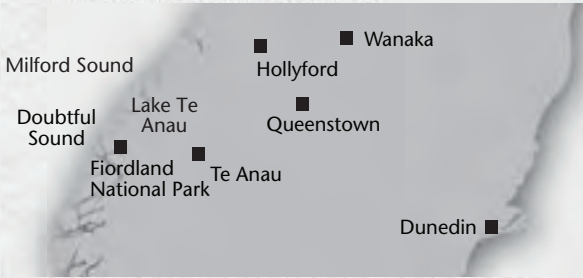 Wanaka
Milford Sound
Hollyford
Lake Te
Anau
Doubtful
Sound
Queenstown
Fiordland
National Park
Te Anau
Dunedin